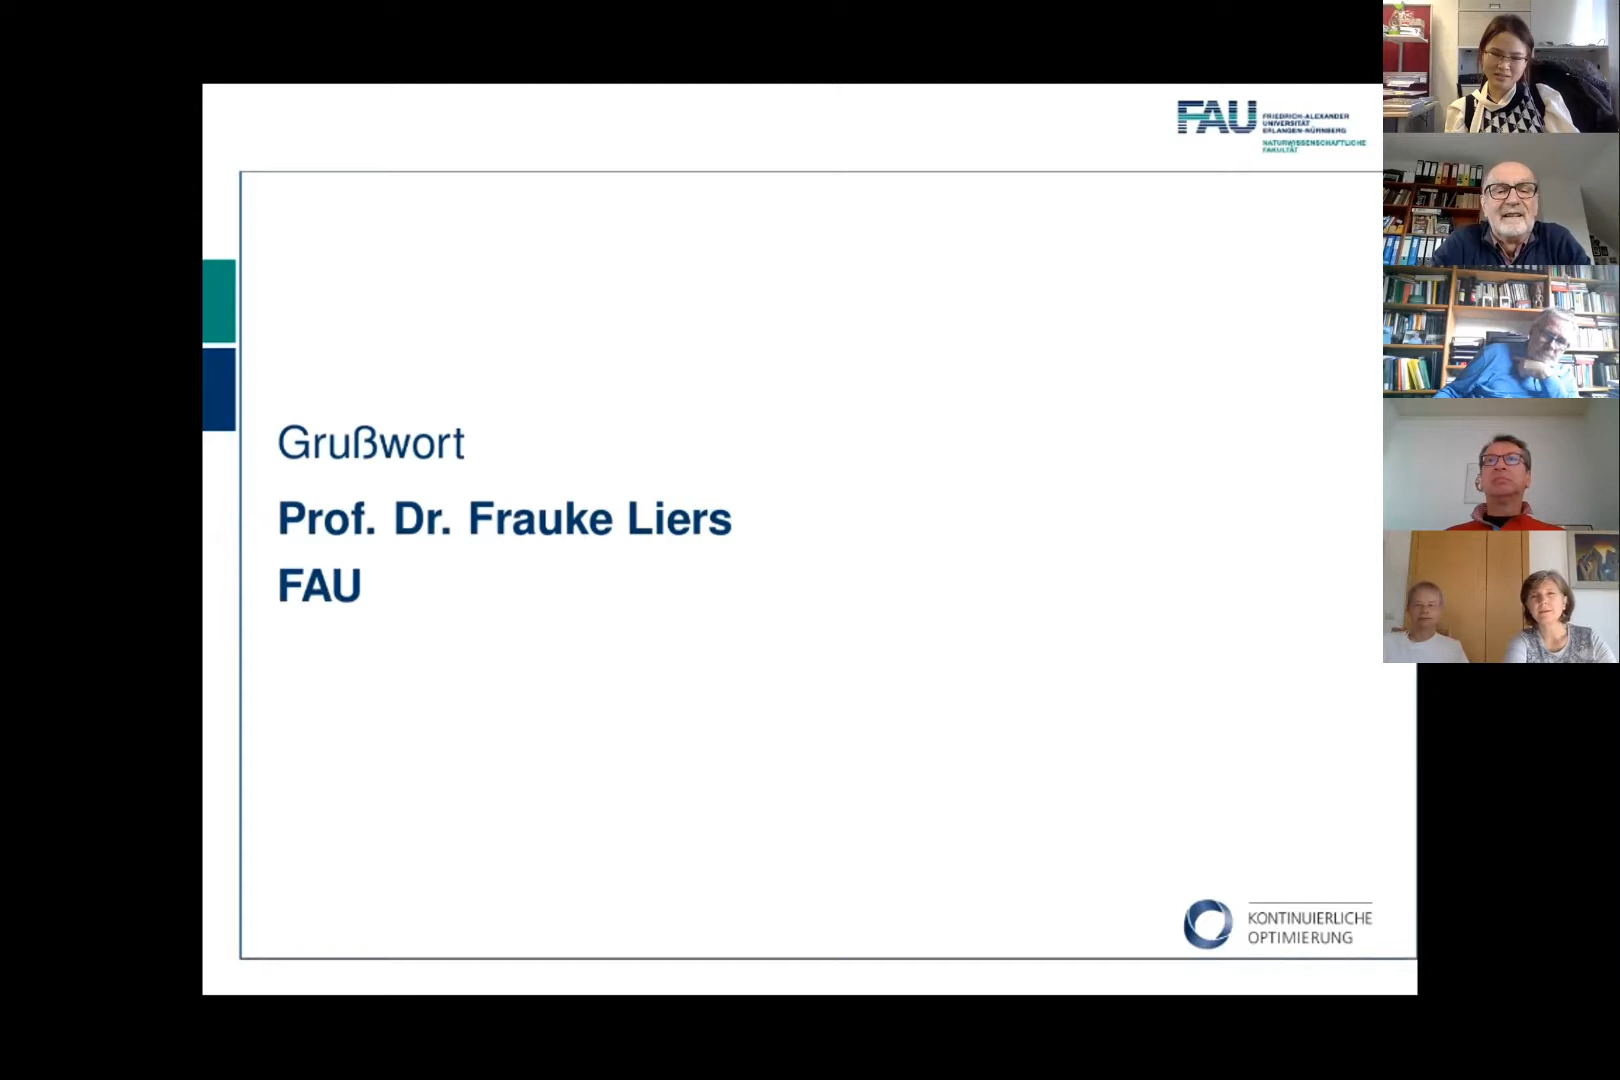 FAU
FRIEDRICH-ALEXANDER
UNIVERSITÄT
ERLANGEN-NÜRNBERG
NATURWISSENSCHAFTLICHE
FAKULTÄT
Grußwort
Prof. Dr. Frauke Liers
FAU
KONTINUIERLICHE
OPTIMIERUNG